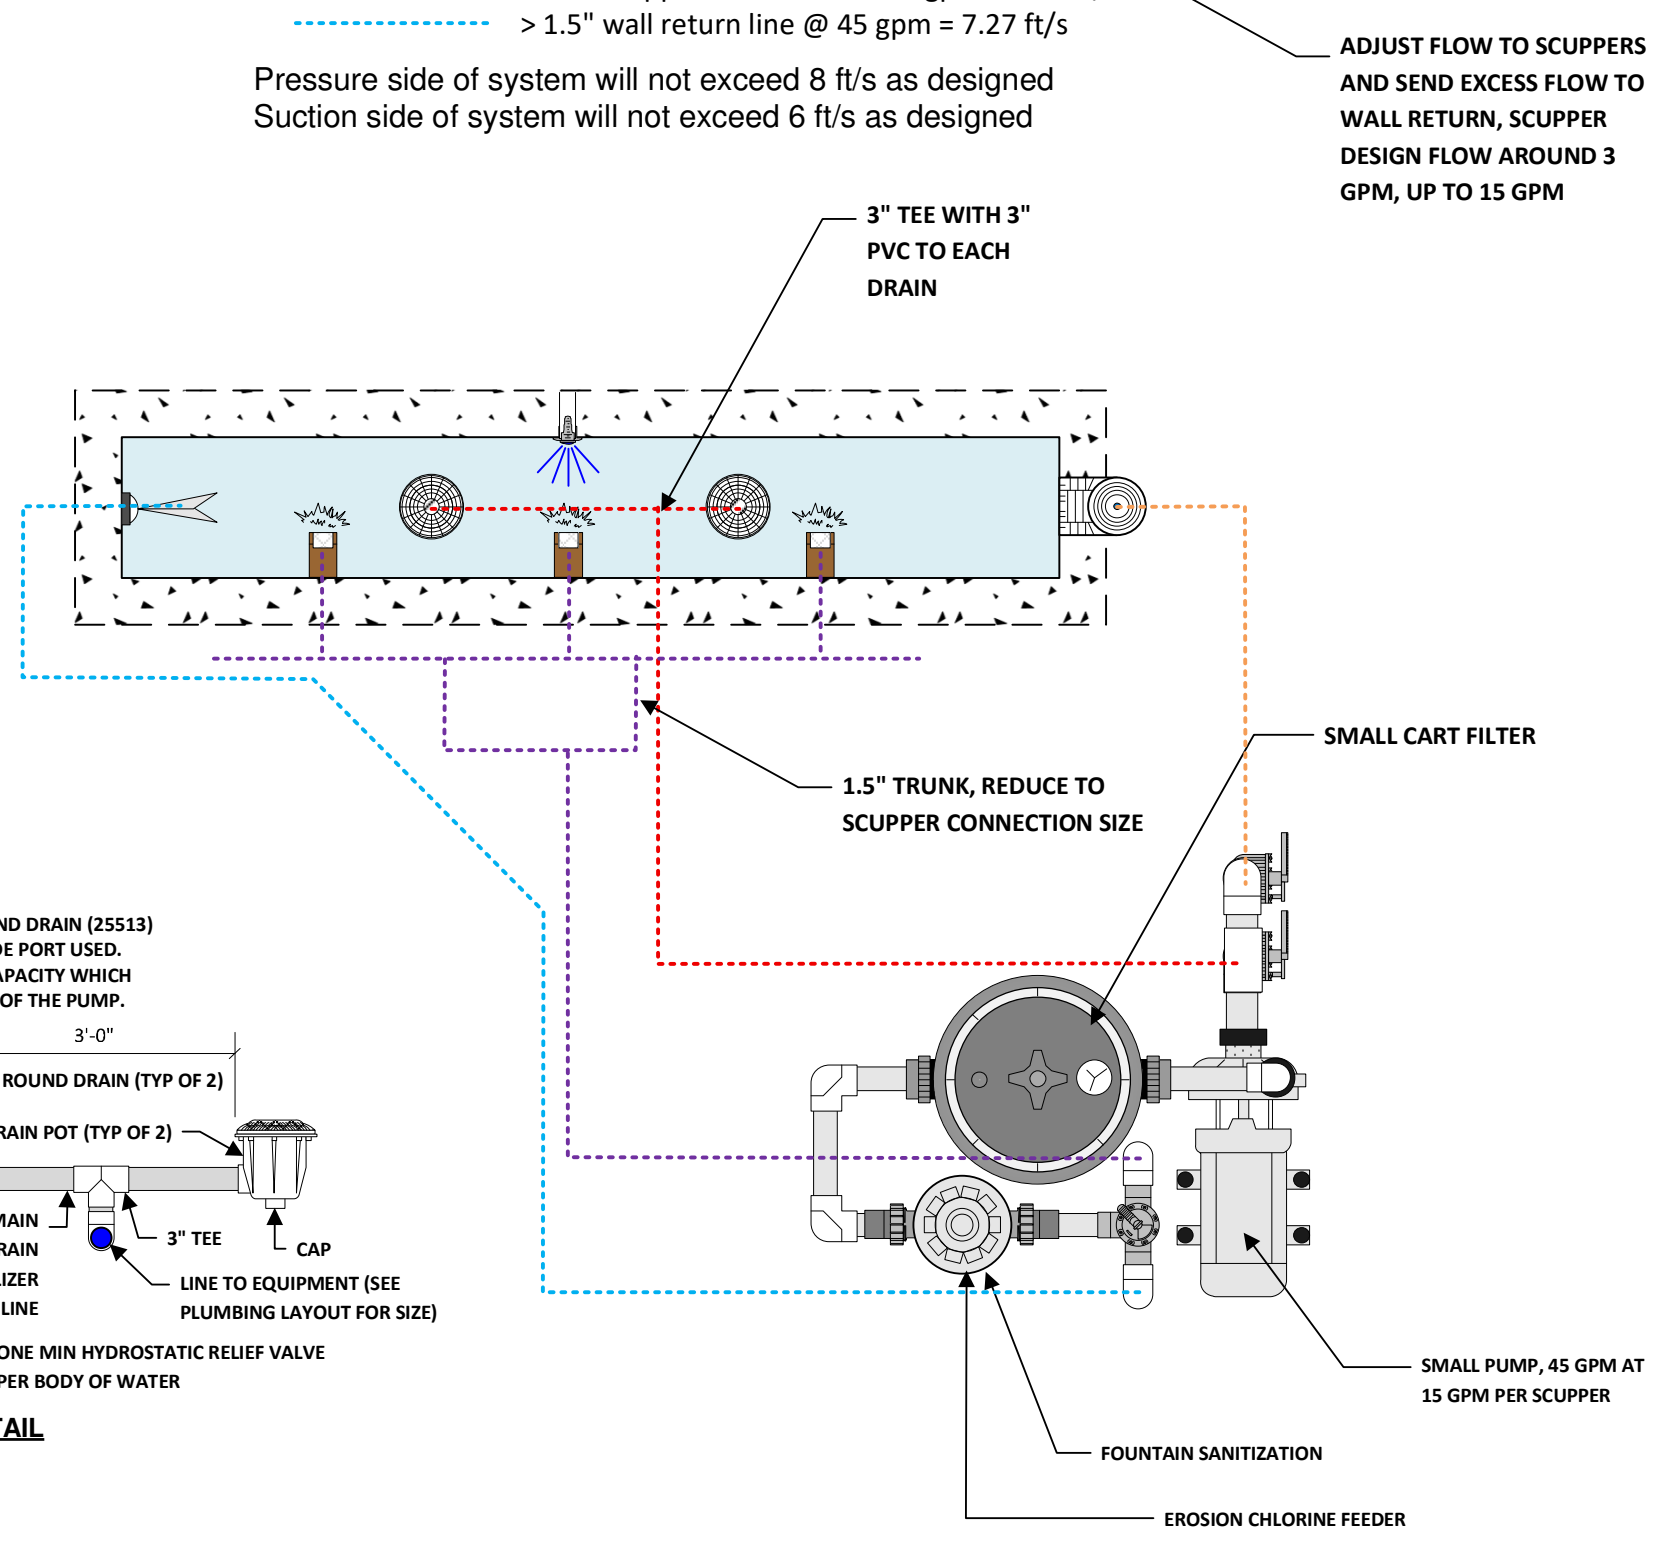 > 1.5" wall return line @ 45 gpm = 7.27 ft/s
Pressure side of system will not exceed 8 ft/s as designed
Suction side of system will not exceed 6 ft/s as designed
ADJUST FLOW TO SCUPPERS
AND SEND EXCESS FLOW TO
WALL RETURN, SCUPPER
DESIGN FLOW AROUND 3
GPM, UP TO 15 GPM
3" TEE WITH 3"
PVC TO EACH
DRAIN
SMALL CART FILTER
1.5" TRUNK, REDUCE TO
SCUPPER CONNECTION SIZE
ND DRAIN (25513)
DE PORT USED.
APACITY WHICH
OF THE PUMP.
3'-0"
ROUND DRAIN (TYP OF 2)
RAIN POT (TYP OF 2)
MAIN
RAIN
LIZER
LINE
3" TEE
CAP
LINE TO EQUIPMENT (SEE
PLUMBING LAYOUT FOR SIZE)
ONE MIN HYDROSTATIC RELIEF VALVE
PER BODY OF WATER
TAIL
SMALL PUMP, 45 GPM AT
15 GPM PER SCUPPER
FOUNTAIN SANITIZATION
EROSION CHLORINE FEEDER